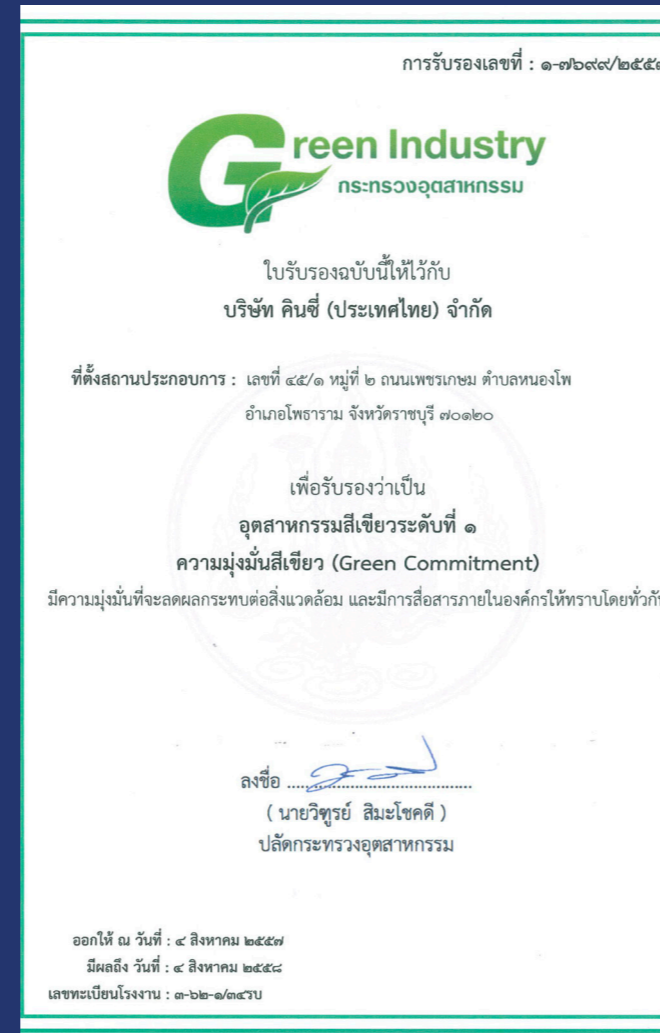 การรับรองเลขที่ : ๑-๗๖๙๙/๒๕๕๗
Green Industry
กระทรวงอุตสาหกรรม
ใบรับรองฉบับนี้ให้ไว้กับ
บริษัท คินซี่ (ประเทศไทย) จำกัด
ที่ตั้งสถานประกอบการ : เลขที่ ๔๕/๑ หมู่ที่ ๒ ถนนเพชรเกษม ตำบลหนองโพ
อำเภอโพธาราม จังหวัดราชบุรี ๗๐๑๒๐
เพื่อรับรองว่าเป็น
อุตสาหกรรมสีเขียวระดับที่ ๑
ความมุ่งมั่นสีเขียว (Green Commitment)
มีความมุ่งมั่นที่จะลดผลกระทบต่อสิ่งแวดล้อม และมีการสื่อสารภายในองค์กรให้ทราบโดยทั่วกัน
ลงชื่อ
( นายวิฑูรย์ สิมะโชคดี )
ปลัดกระทรวงอุตสาหกรรม
ออกให้ ณ วันที่ : ๔ สิงหาคม ๒๕๕๗
มีผลถึง วันที่ : ๔ สิงหาคม ๒๕๕๘
เลขทะเบียนโรงงาน : ๓-๖๒-๑/๓๔รบ